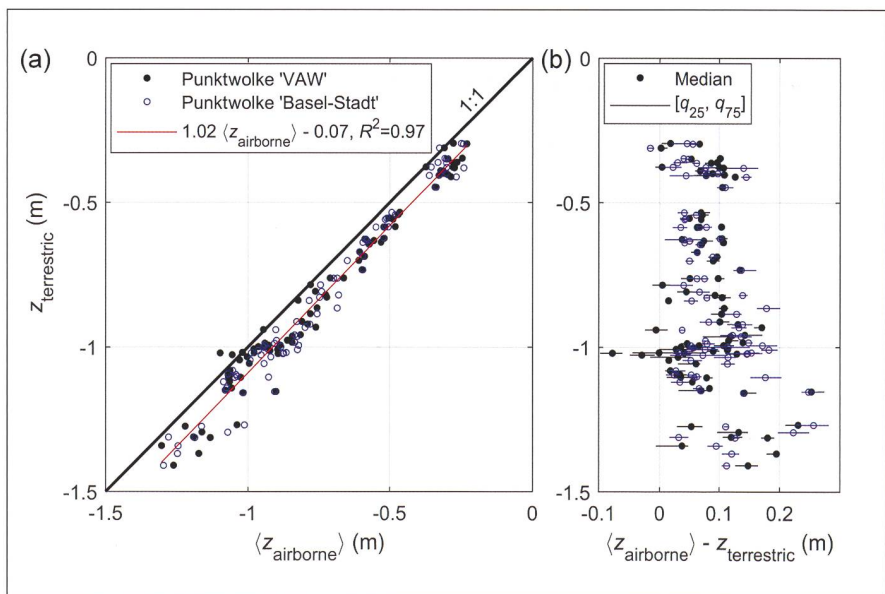 (a)
0
-0.5
-1
-1.5
z_terrestric (m)
Punktwolke 'VAW'
Punktwolke 'Basel-Stadt'
1.02 ⟨z_airborne⟩ - 0.07, R²=0.97
1:1
-1.5
-1
-0.5
0
⟨z_airborne⟩ (m)
(b)
0
-0.5
-1
-1.5
Median
[q_25, q_75]
-0.1
0
0.1
0.2
⟨z_airborne⟩ - z_terrestric (m)